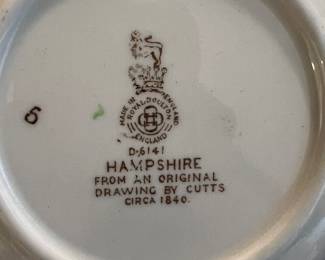 MADE IN ENGLAND
ROYAL DOULTON
ENGLAND
6
D·6141
HAMPSHIRE
FROM AN ORIGINAL
DRAWING BY CUTTS
CIRCA 1840.